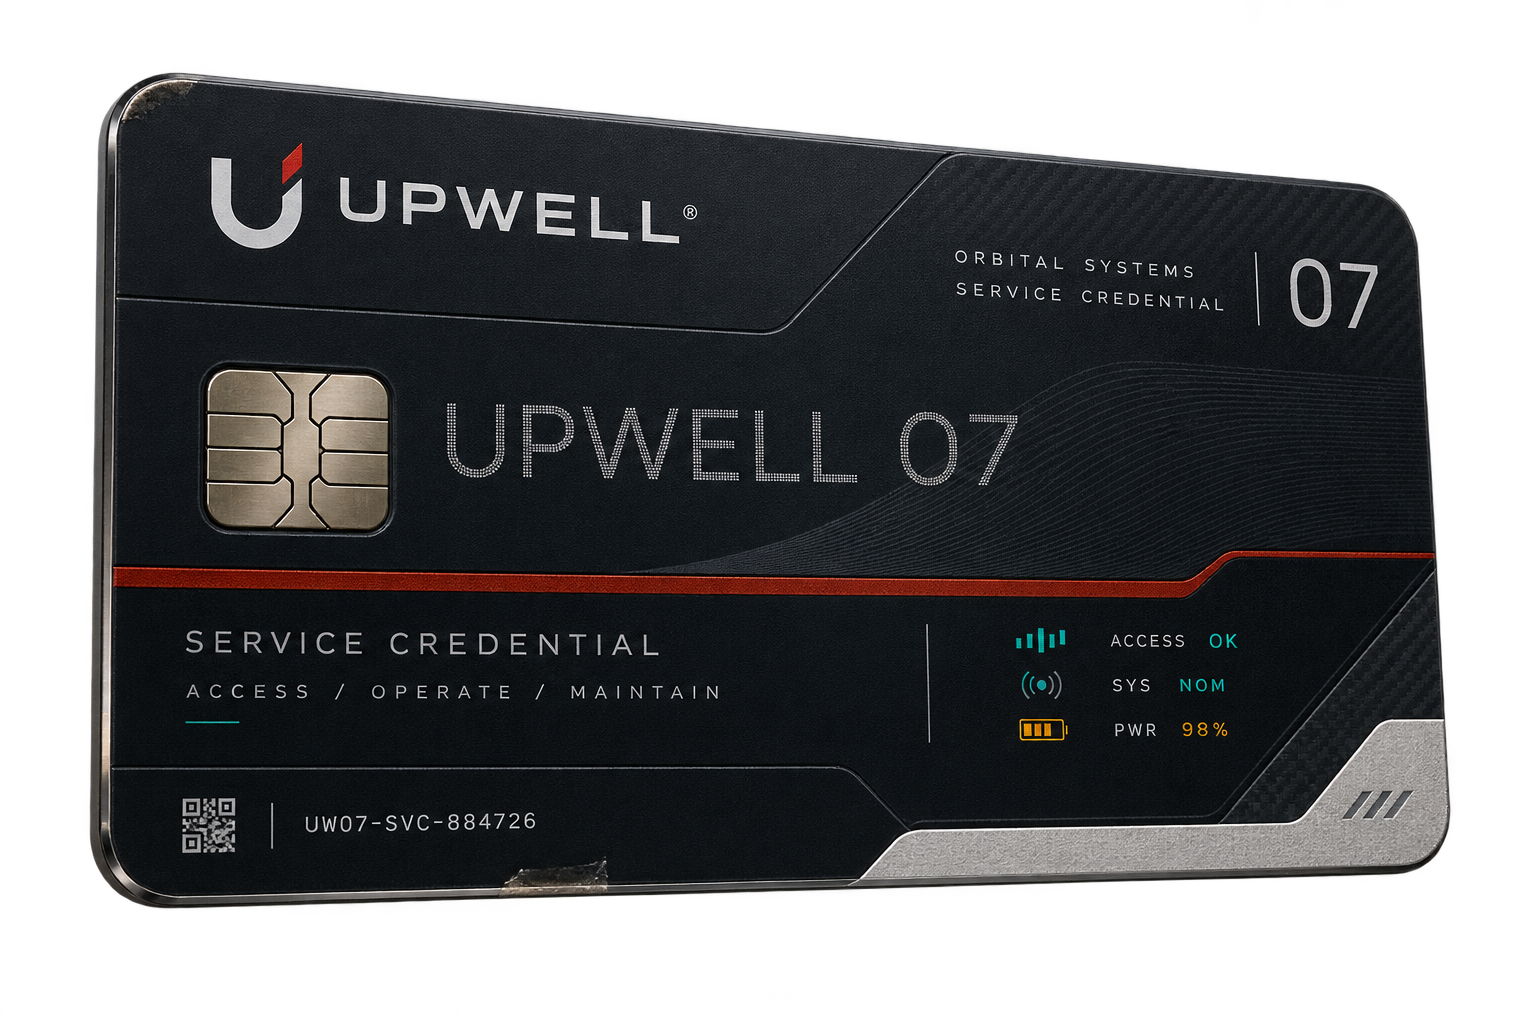 UPWELL®
ORBITAL SYSTEMS
SERVICE CREDENTIAL
07
UPWELL 07
SERVICE CREDENTIAL
ACCESS / OPERATE / MAINTAIN
ACCESS OK
SYS NOM
PWR 98%
UW07-SVC-884726